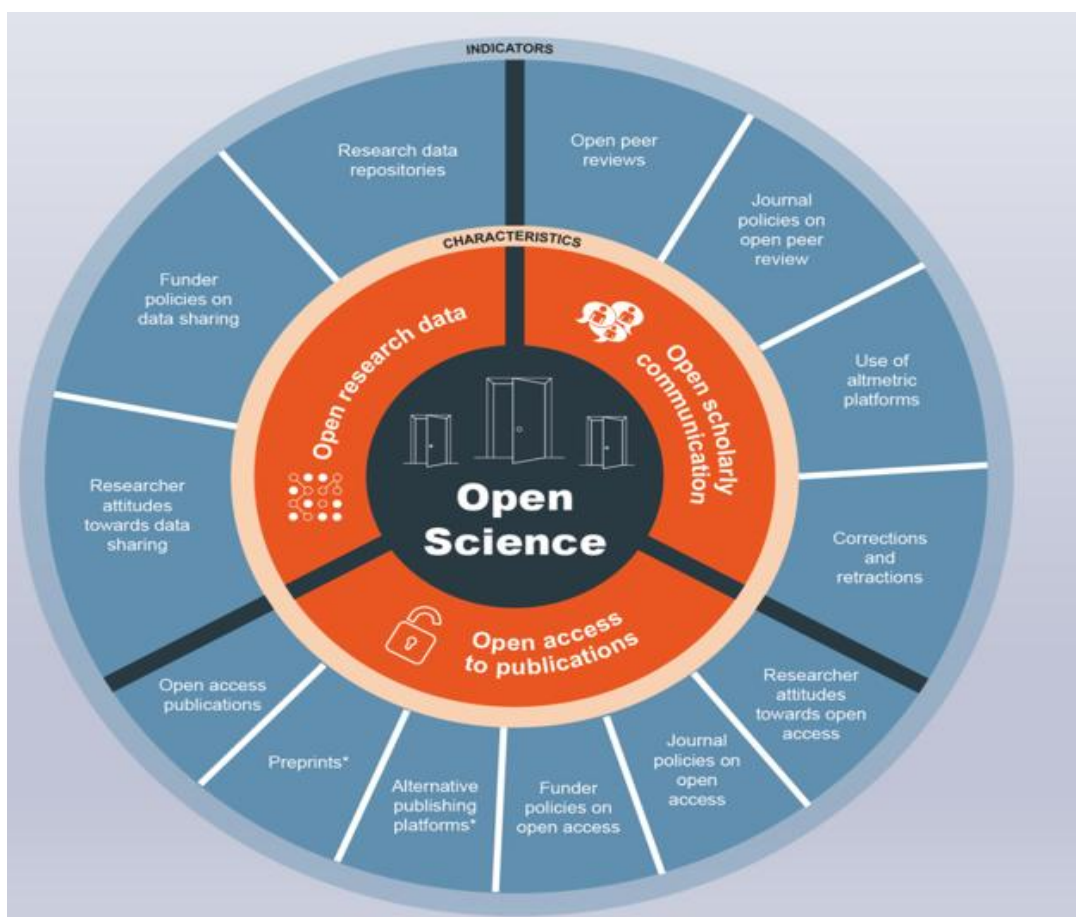 INDICATORS
Research data
repositories
Open peer
reviews
Journal
policies on
open peer
review
Funder
policies on
data sharing
CHARACTERISTICS
Open research data
Open scholarly
communication
Use of
altmetric
platforms
Researcher
attitudes
towards data
sharing
Open
Science
Corrections
and
retractions
Open access
to publications
Open access
publications
Preprints*
Alternative
publishing
platforms*
Funder
policies on
open access
Journal
policies on
open
access
Researcher
attitudes
towards open
access